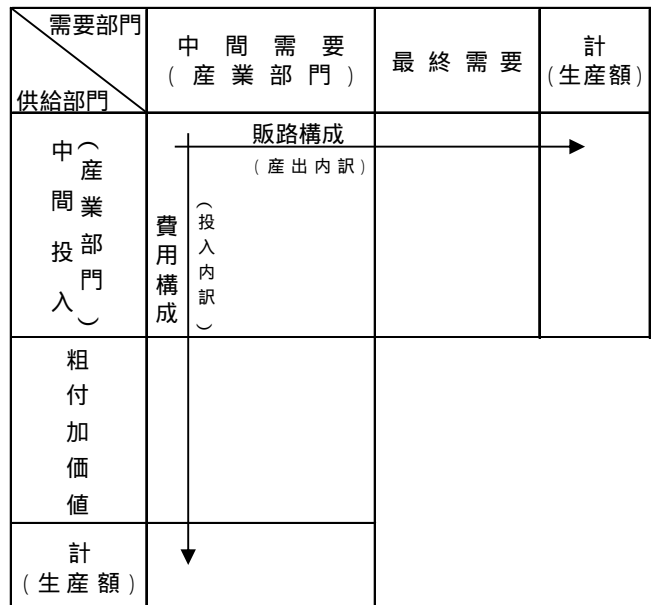 需要部門
供給部門
中間需要
(産業部門)
最終需要
計
(生産額)
中間投入
(産業部門)
販路構成
(産出内訳)
費用構成
(投入内訳)
粗付加価値
計
(生産額)